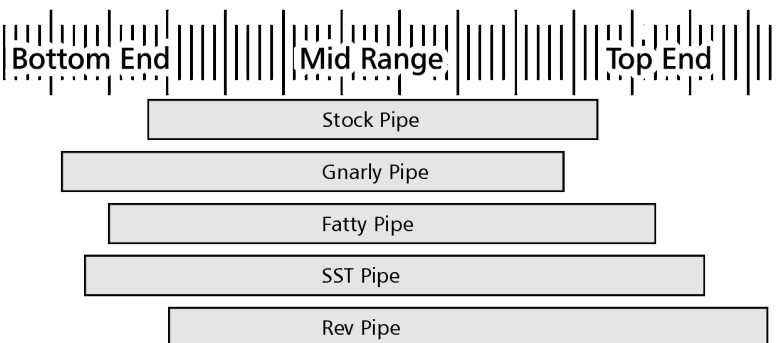 Bottom End Mid Range Top End
Stock Pipe
Gnarly Pipe
Fatty Pipe
SST Pipe
Rev Pipe